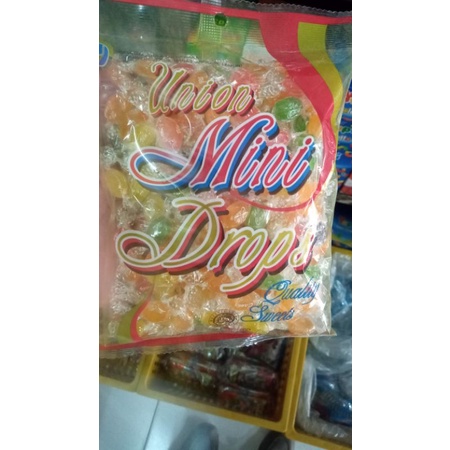 Union
Mini
Drops
Quality
Sweets